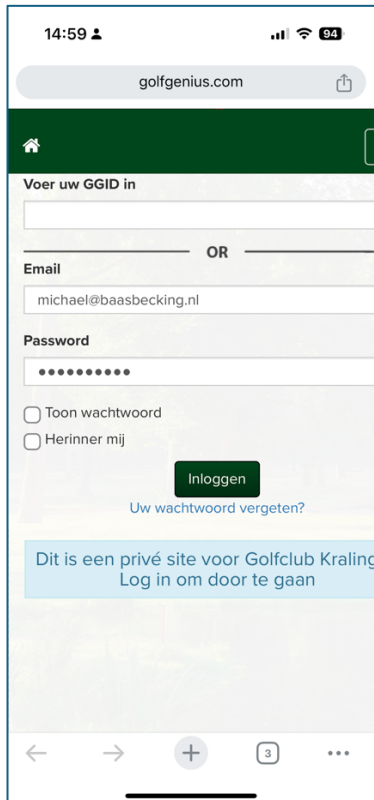 14:59
94
golfgenius.com
Voer uw GGID in
OR
Email
michael@baasbecking.nl
Password
••••••••••
Toon wachtwoord
Herinner mij
Inloggen
Uw wachtwoord vergeten?
Dit is een privé site voor Golfclub Kraling
Log in om door te gaan
3